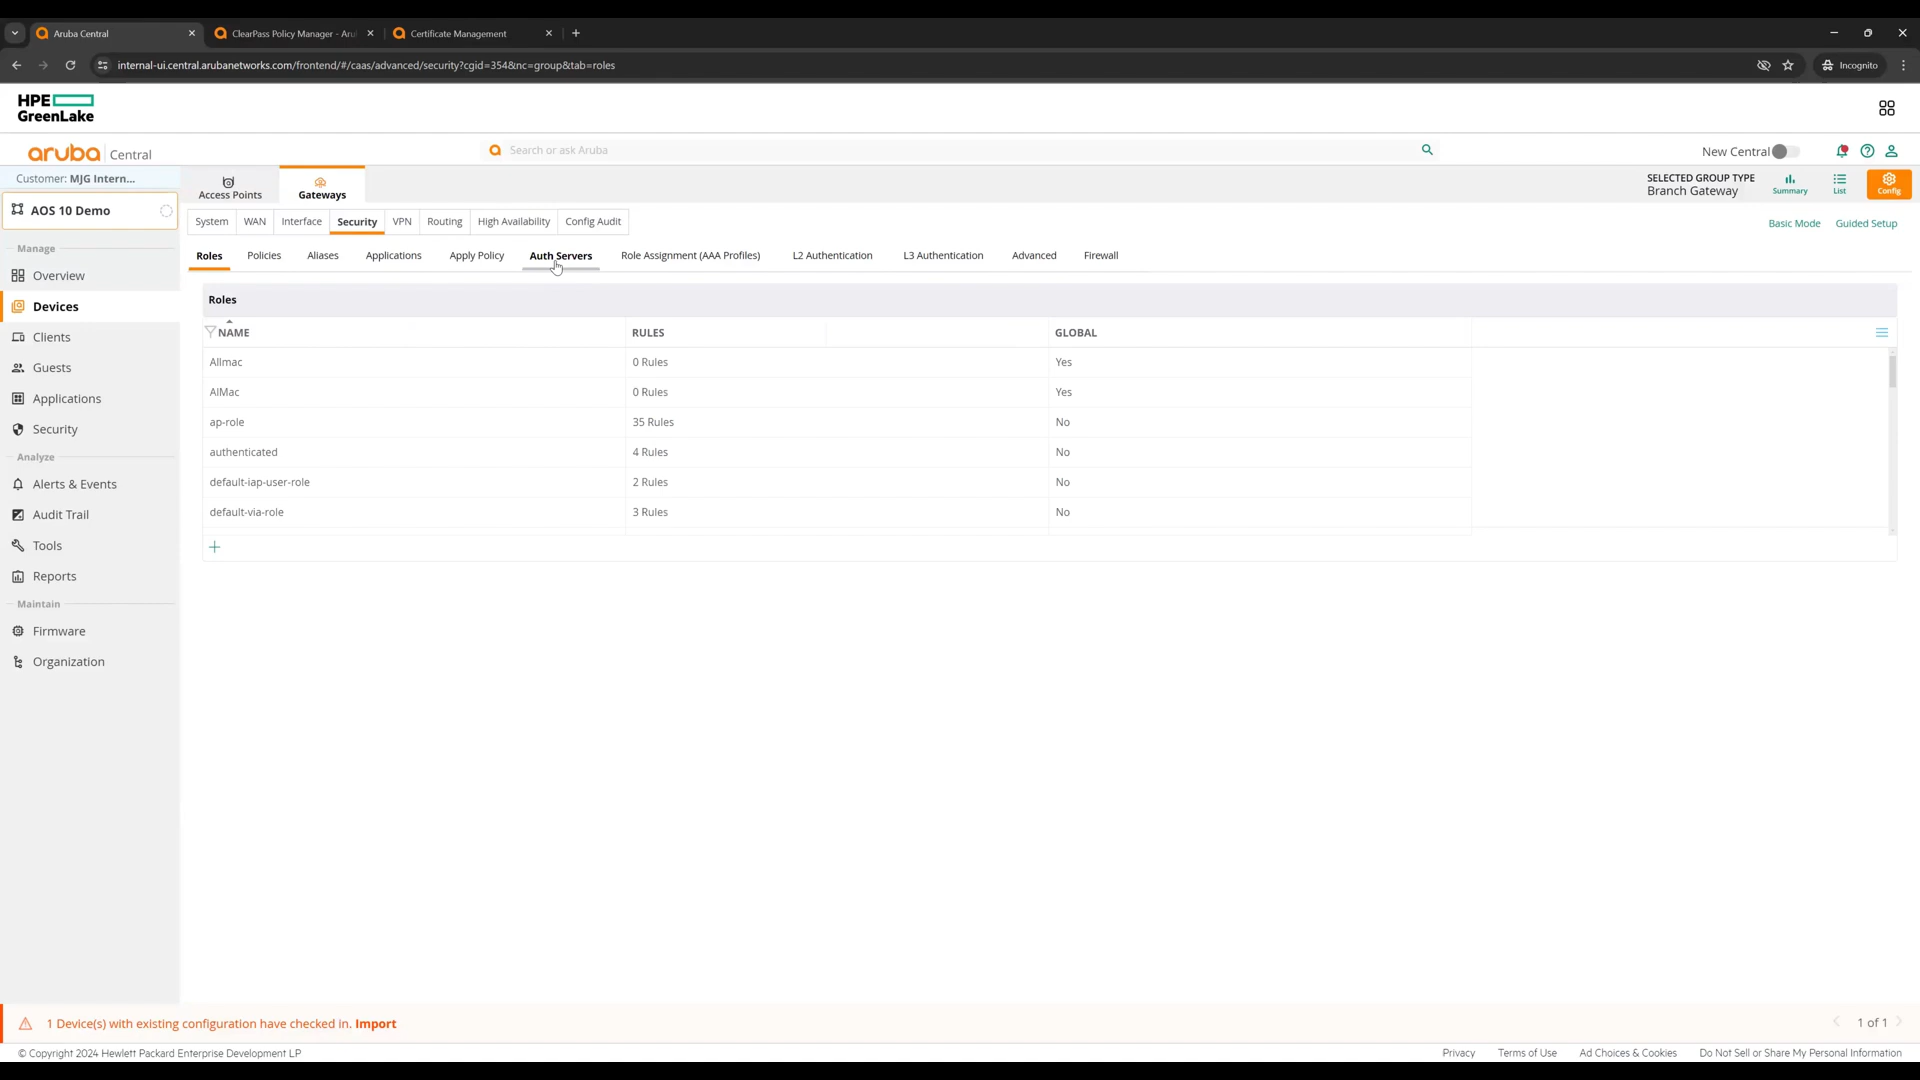 Aruba Central
ClearPass Policy Manager - Aru
Certificate Management
internal-ui.central.arubanetworks.com/frontend/#/caas/advanced/security?cgid=354&nc=group&tab=roles
Incognito
HPE
GreenLake
aruba Central
Search or ask Aruba
New Central
Customer: MJG Intern...
AOS 10 Demo
Access Points
Gateways
SELECTED GROUP TYPE
Branch Gateway
Summary
List
Config
System
WAN
Interface
Security
VPN
Routing
High Availability
Config Audit
Basic Mode
Guided Setup
Roles
Policies
Aliases
Applications
Apply Policy
Auth Servers
Role Assignment (AAA Profiles)
L2 Authentication
L3 Authentication
Advanced
Firewall
Manage
Overview
Devices
Clients
Guests
Applications
Security
Analyze
Alerts & Events
Audit Trail
Tools
Reports
Maintain
Firmware
Organization
Roles
NAME RULES GLOBAL
Allmac 0 Rules Yes
AlMac 0 Rules Yes
ap-role 35 Rules No
authenticated 4 Rules No
default-iap-user-role 2 Rules No
default-via-role 3 Rules No
1 Device(s) with existing configuration have checked in. Import
1 of 1
© Copyright 2024 Hewlett Packard Enterprise Development LP
Privacy
Terms of Use
Ad Choices & Cookies
Do Not Sell or Share My Personal Information